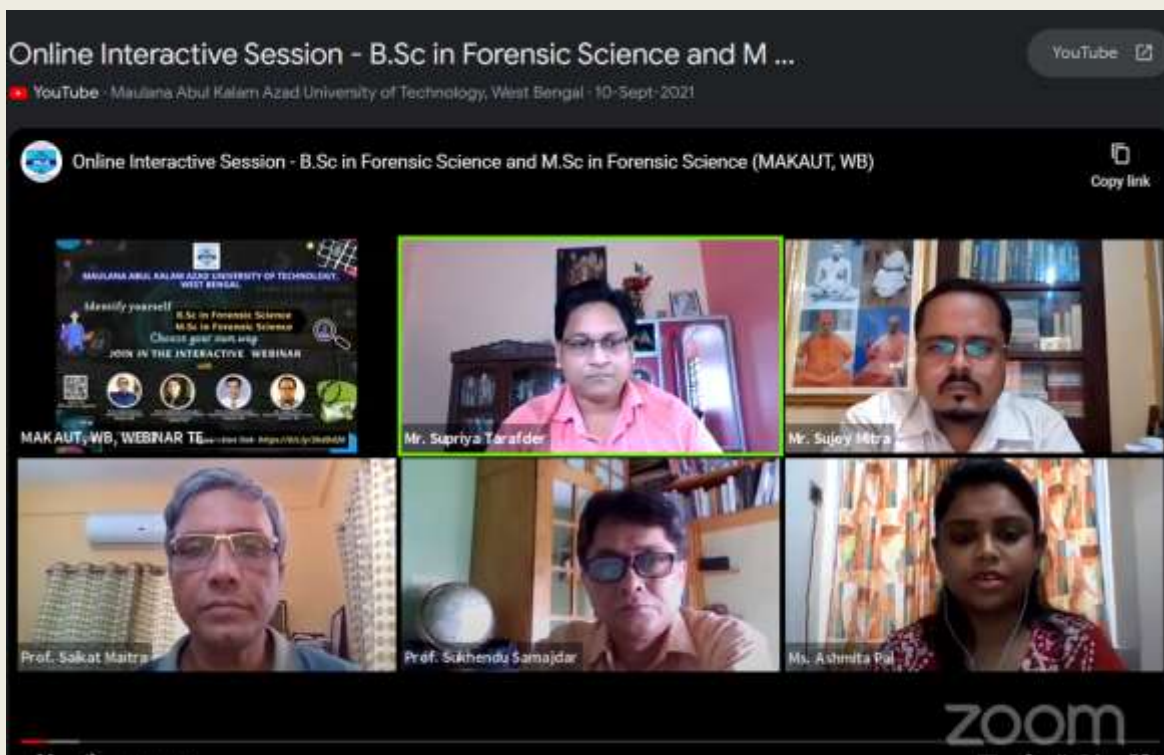 Online Interactive Session - B.Sc in Forensic Science and M ...
YouTube
YouTube · Maulana Abul Kalam Azad University of Technology, West Bengal · 10-Sept-2021
Online Interactive Session - B.Sc in Forensic Science and M.Sc in Forensic Science (MAKAUT, WB)
Copy link
MAULANA ABUL KALAM AZAD UNIVERSITY OF TECHNOLOGY,
WEST BENGAL
Identify yourself
B.Sc in Forensic Science
M.Sc in Forensic Science
Choose your own way
JOIN IN THE INTERACTIVE WEBINAR
with
MAKAUT, WB, WEBINAR TE...
Mr. Supriya Tarafder
Mr. Sujoy Mitra
Prof. Saikat Maitra
Prof. Sukhendu Samajdar
Ms. Ashmita Pal
zoom